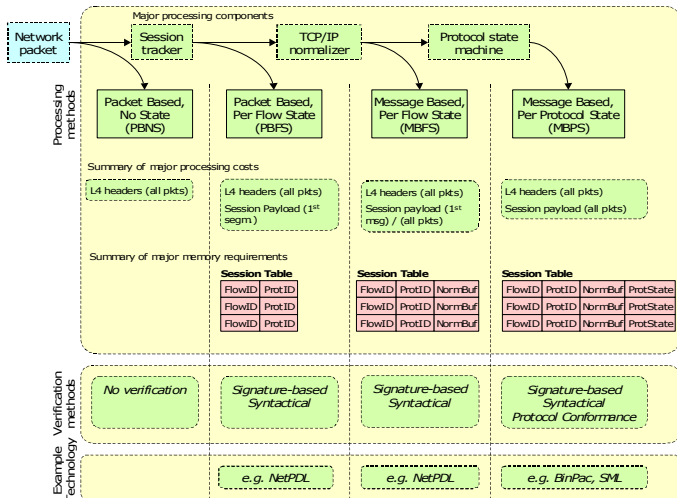 Major processing components
Network
packet
Session
tracker
TCP/IP
normalizer
Protocol state
machine
Processing
methods
Packet Based,
No State
(PBNS)
Packet Based,
Per Flow State
(PBFS)
Message Based,
Per Flow State
(MBFS)
Message Based,
Per Protocol State
(MBPS)
Summary of major processing costs
L4 headers (all pkts)
L4 headers (all pkts)
Session Payload (1st
segm.)
L4 headers (all pkts)
Session payload (1st
msg) / (all pkts)
L4 headers (all pkts)
Session payload (all pkts)
Summary of major memory requirements
Session Table
FlowID ProtID
FlowID ProtID
FlowID ProtID
Session Table
FlowID ProtID NormBuf
FlowID ProtID NormBuf
FlowID ProtID NormBuf
Session Table
FlowID ProtID NormBuf ProtState
FlowID ProtID NormBuf ProtState
FlowID ProtID NormBuf ProtState
Verification
methods
No verification
Signature-based
Syntactical
Signature-based
Syntactical
Signature-based
Syntactical
Protocol Conformance
Example
Technology
e.g. NetPDL
e.g. NetPDL
e.g. BinPac, SML